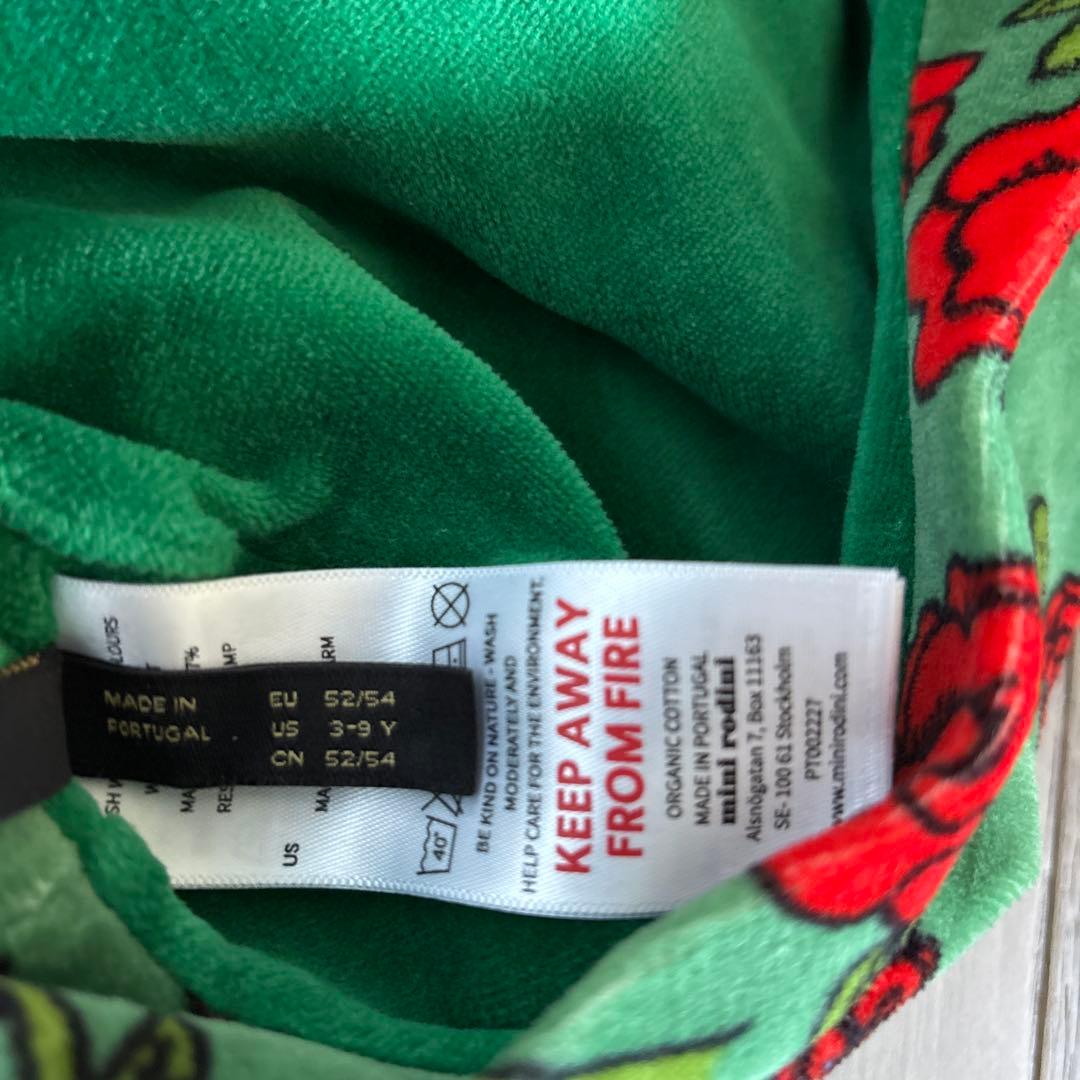 MADE IN
PORTUGAL
EU 52/54
US 3-9 Y
CN 52/54
US
40°
BE KIND ON NATURE - WASH
MODERATELY AND
HELP CARE FOR THE ENVIRONMENT.
KEEP AWAY
FROM FIRE
ORGANIC COTTON
MADE IN PORTUGAL
mini rodini
Alsnögatan 7, Box 11163
SE- 100 61 Stockholm
PT002227
www.minirodini.com